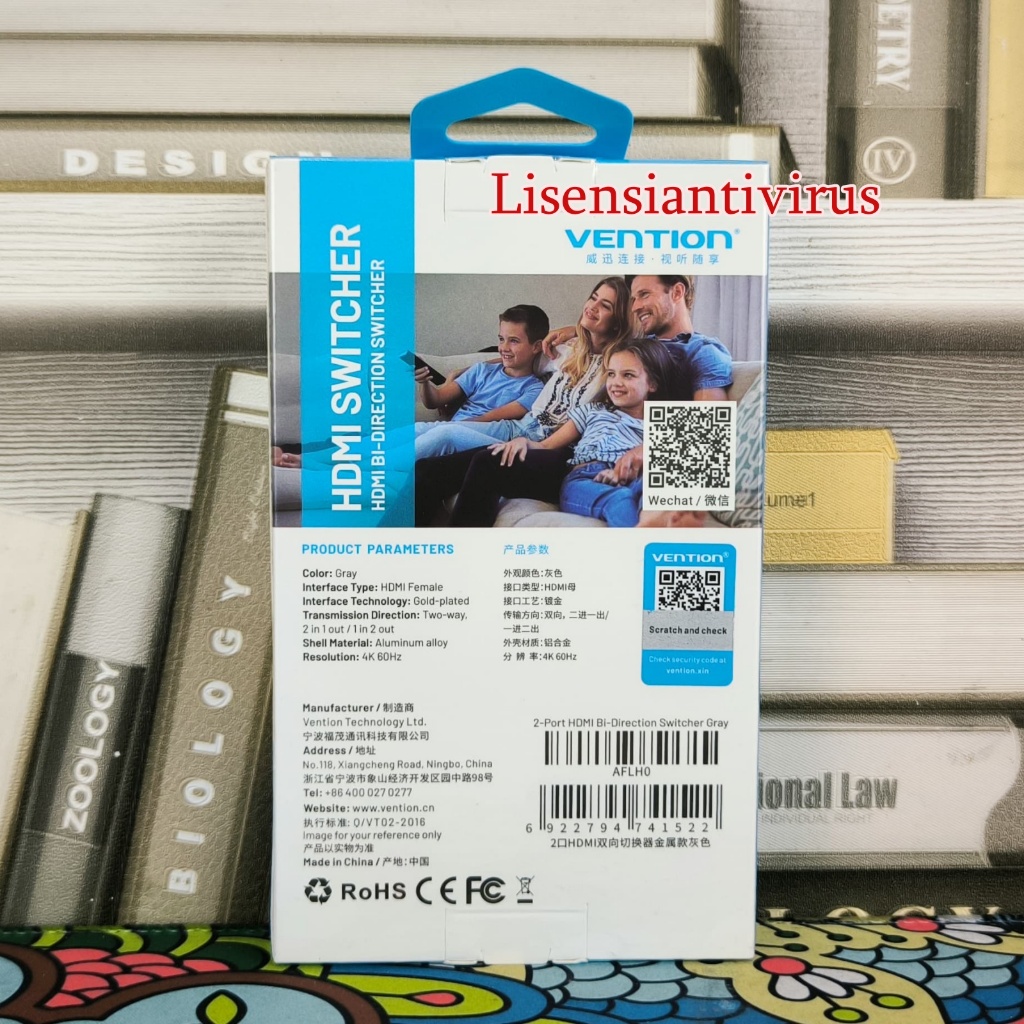 ETRY
IV
DESIGN
Lisensiantivirus
VENTION®
威迅连接·视听随享
HDMI SWITCHER
HDMI BI-DIRECTION SWITCHER
Wechat / 微信
PRODUCT PARAMETERS
Color: Gray
Interface Type: HDMI Female
Interface Technology: Gold-plated
Transmission Direction: Two-way,
2 in 1 out / 1 in 2 out
Shell Material: Aluminum alloy
Resolution: 4K 60Hz
产品参数
外观颜色:灰色
接口类型:HDMI母
接口工艺:镀金
传输方向:双向, 二进一出/
一进二出
外壳材质:铝合金
分 辨 率:4K 60Hz
VENTION®
Scratch and check
Check security code at
vention.xin
Manufacturer / 制造商
Vention Technology Ltd.
宁波福茂通讯科技有限公司
Address / 地址
No.118, Xiangcheng Road, Ningbo, China
浙江省宁波市象山经济开发区园中路98号
Tel: +86 400 027 0277
Website: www.vention.cn
执行标准: Q/VT02-2016
Image for your reference only
产品以实物为准
Made in China / 产地:中国
RoHS CE FC
2-Port HDMI Bi-Direction Switcher Gray
AFLH0
6 922794 741522
2口HDMI双向切换器金属款灰色
ZOOLOGY
BIOLOGY
ume1
ional Law
INDIVIDUAL RIGHT